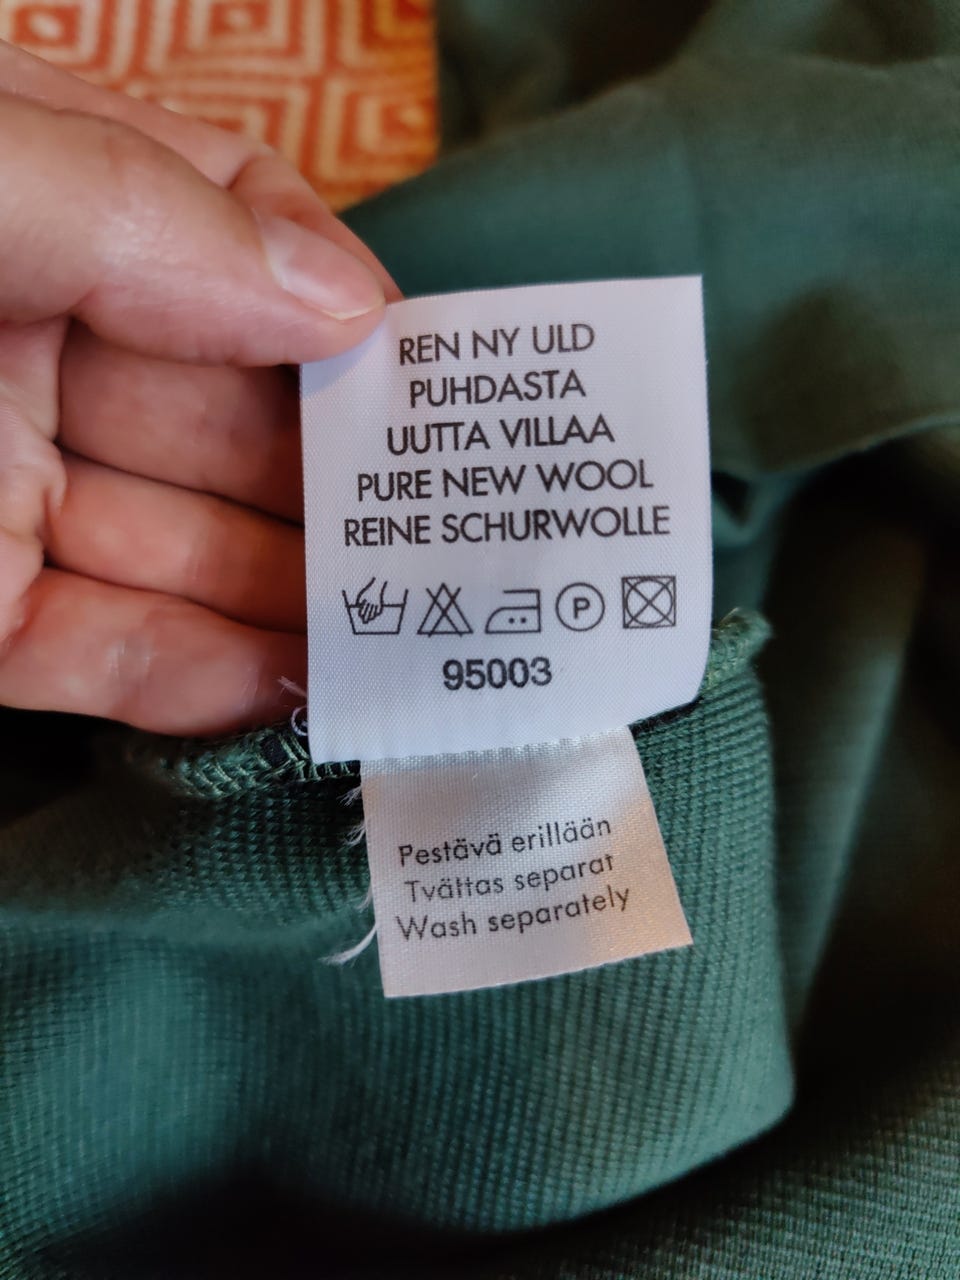 REN NY ULD
PUHDASTA
UUTTA VILLAA
PURE NEW WOOL
REINE SCHURWOLLE
P
95003
Pestävä erillään
Tvättas separat
Wash separately